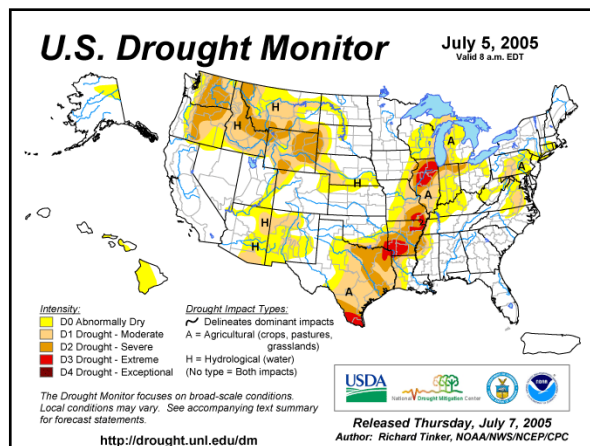 U.S. Drought Monitor
July 5, 2005
Valid 8 a.m. EDT
H
H
H
A
A
A
H
H
A
Intensity:
D0 Abnormally Dry
D1 Drought - Moderate
D2 Drought - Severe
D3 Drought - Extreme
D4 Drought - Exceptional
Drought Impact Types:
Delineates dominant impacts
A = Agricultural (crops, pastures,
grasslands)
H = Hydrological (water)
(No type = Both impacts)
The Drought Monitor focuses on broad-scale conditions.
Local conditions may vary. See accompanying text summary
for forecast statements.
http://drought.unl.edu/dm
USDA
National Drought Mitigation Center
Released Thursday, July 7, 2005
Author: Richard Tinker, NOAA/NWS/NCEP/CPC